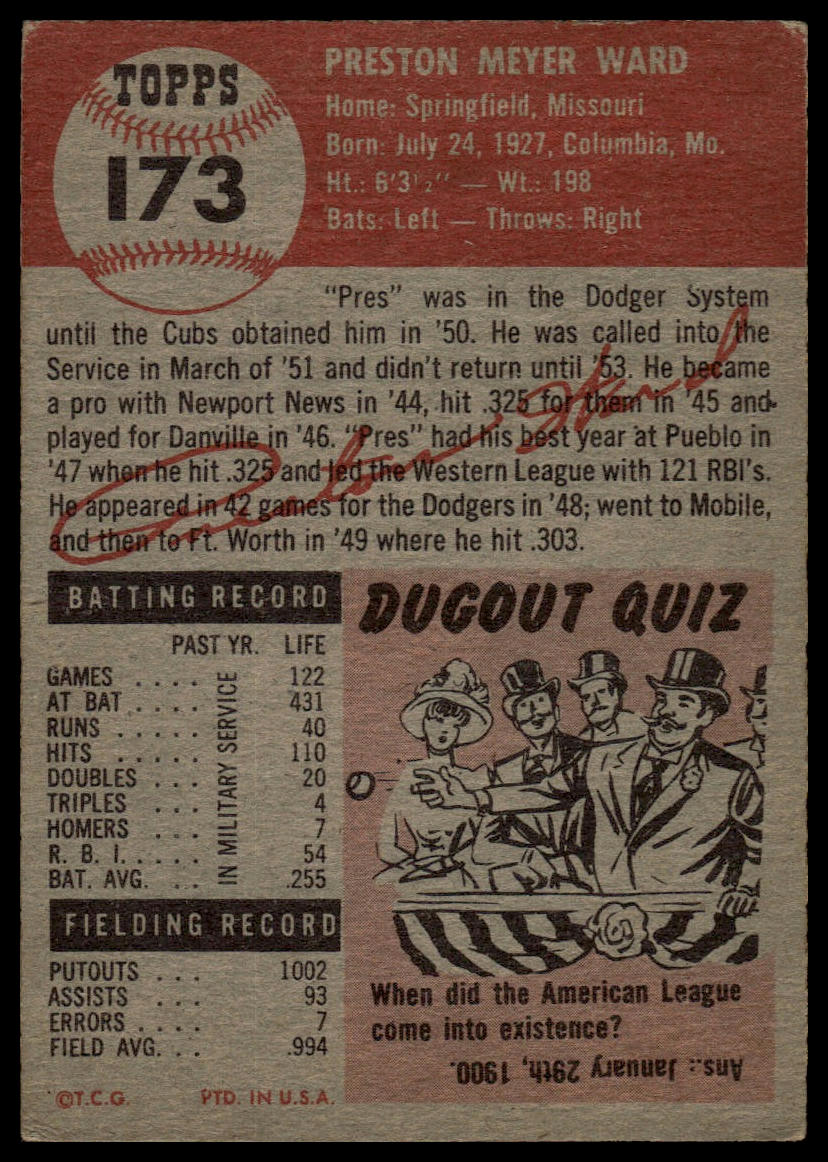 TOPPS
173
PRESTON MEYER WARD
Home: Springfield, Missouri
Born: July 24, 1927, Columbia, Mo.
Ht.: 6'3½" — Wt.: 198
Bats: Left — Throws: Right
"Pres" was in the Dodger System
until the Cubs obtained him in '50. He was called into the
Service in March of '51 and didn't return until '53. He became
a pro with Newport News in '44, hit .325 for them in '45 and
played for Danville in '46. "Pres" had his best year at Pueblo in
'47 when he hit .325 and led the Western League with 121 RBI's.
He appeared in 42 games for the Dodgers in '48; went to Mobile,
and then to Ft. Worth in '49 where he hit .303.
Preston Ward
BATTING RECORD
PAST YR. LIFE
GAMES . . . . 122
AT BAT . . . . 431
RUNS . . . . . 40
HITS . . . . . 110
DOUBLES . . . 20
TRIPLES . . . 4
HOMERS . . . 7
R. B. I. . . . . 54
BAT. AVG. . . .255
IN MILITARY SERVICE
FIELDING RECORD
PUTOUTS . . . 1002
ASSISTS . . . 93
ERRORS . . . . 7
FIELD AVG. . . .994
©T.C.G. PTD. IN U.S.A.
DUGOUT QUIZ
When did the American League
come into existence?
Ans.: January 29th, 1900.